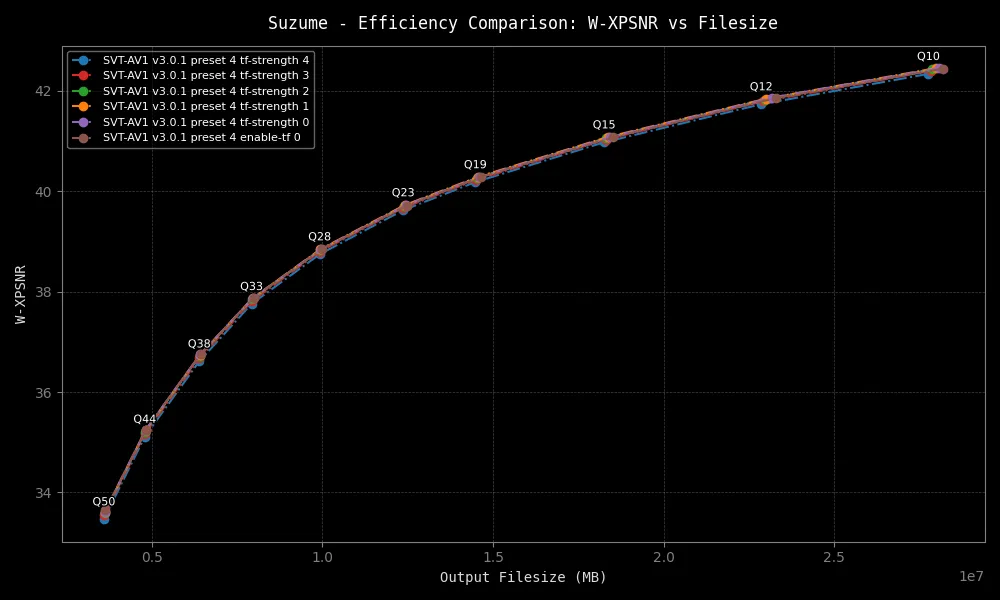 Suzume - Efficiency Comparison: W-XPSNR vs Filesize
SVT-AV1 v3.0.1 preset 4 tf-strength 4
SVT-AV1 v3.0.1 preset 4 tf-strength 3
SVT-AV1 v3.0.1 preset 4 tf-strength 2
SVT-AV1 v3.0.1 preset 4 tf-strength 1
SVT-AV1 v3.0.1 preset 4 tf-strength 0
SVT-AV1 v3.0.1 preset 4 enable-tf 0
Q10
Q12
Q15
Q19
Q23
Q28
Q33
Q38
Q44
Q50
42
40
38
36
34
W-XPSNR
0.5 1.0 1.5 2.0 2.5
1e7
Output Filesize (MB)